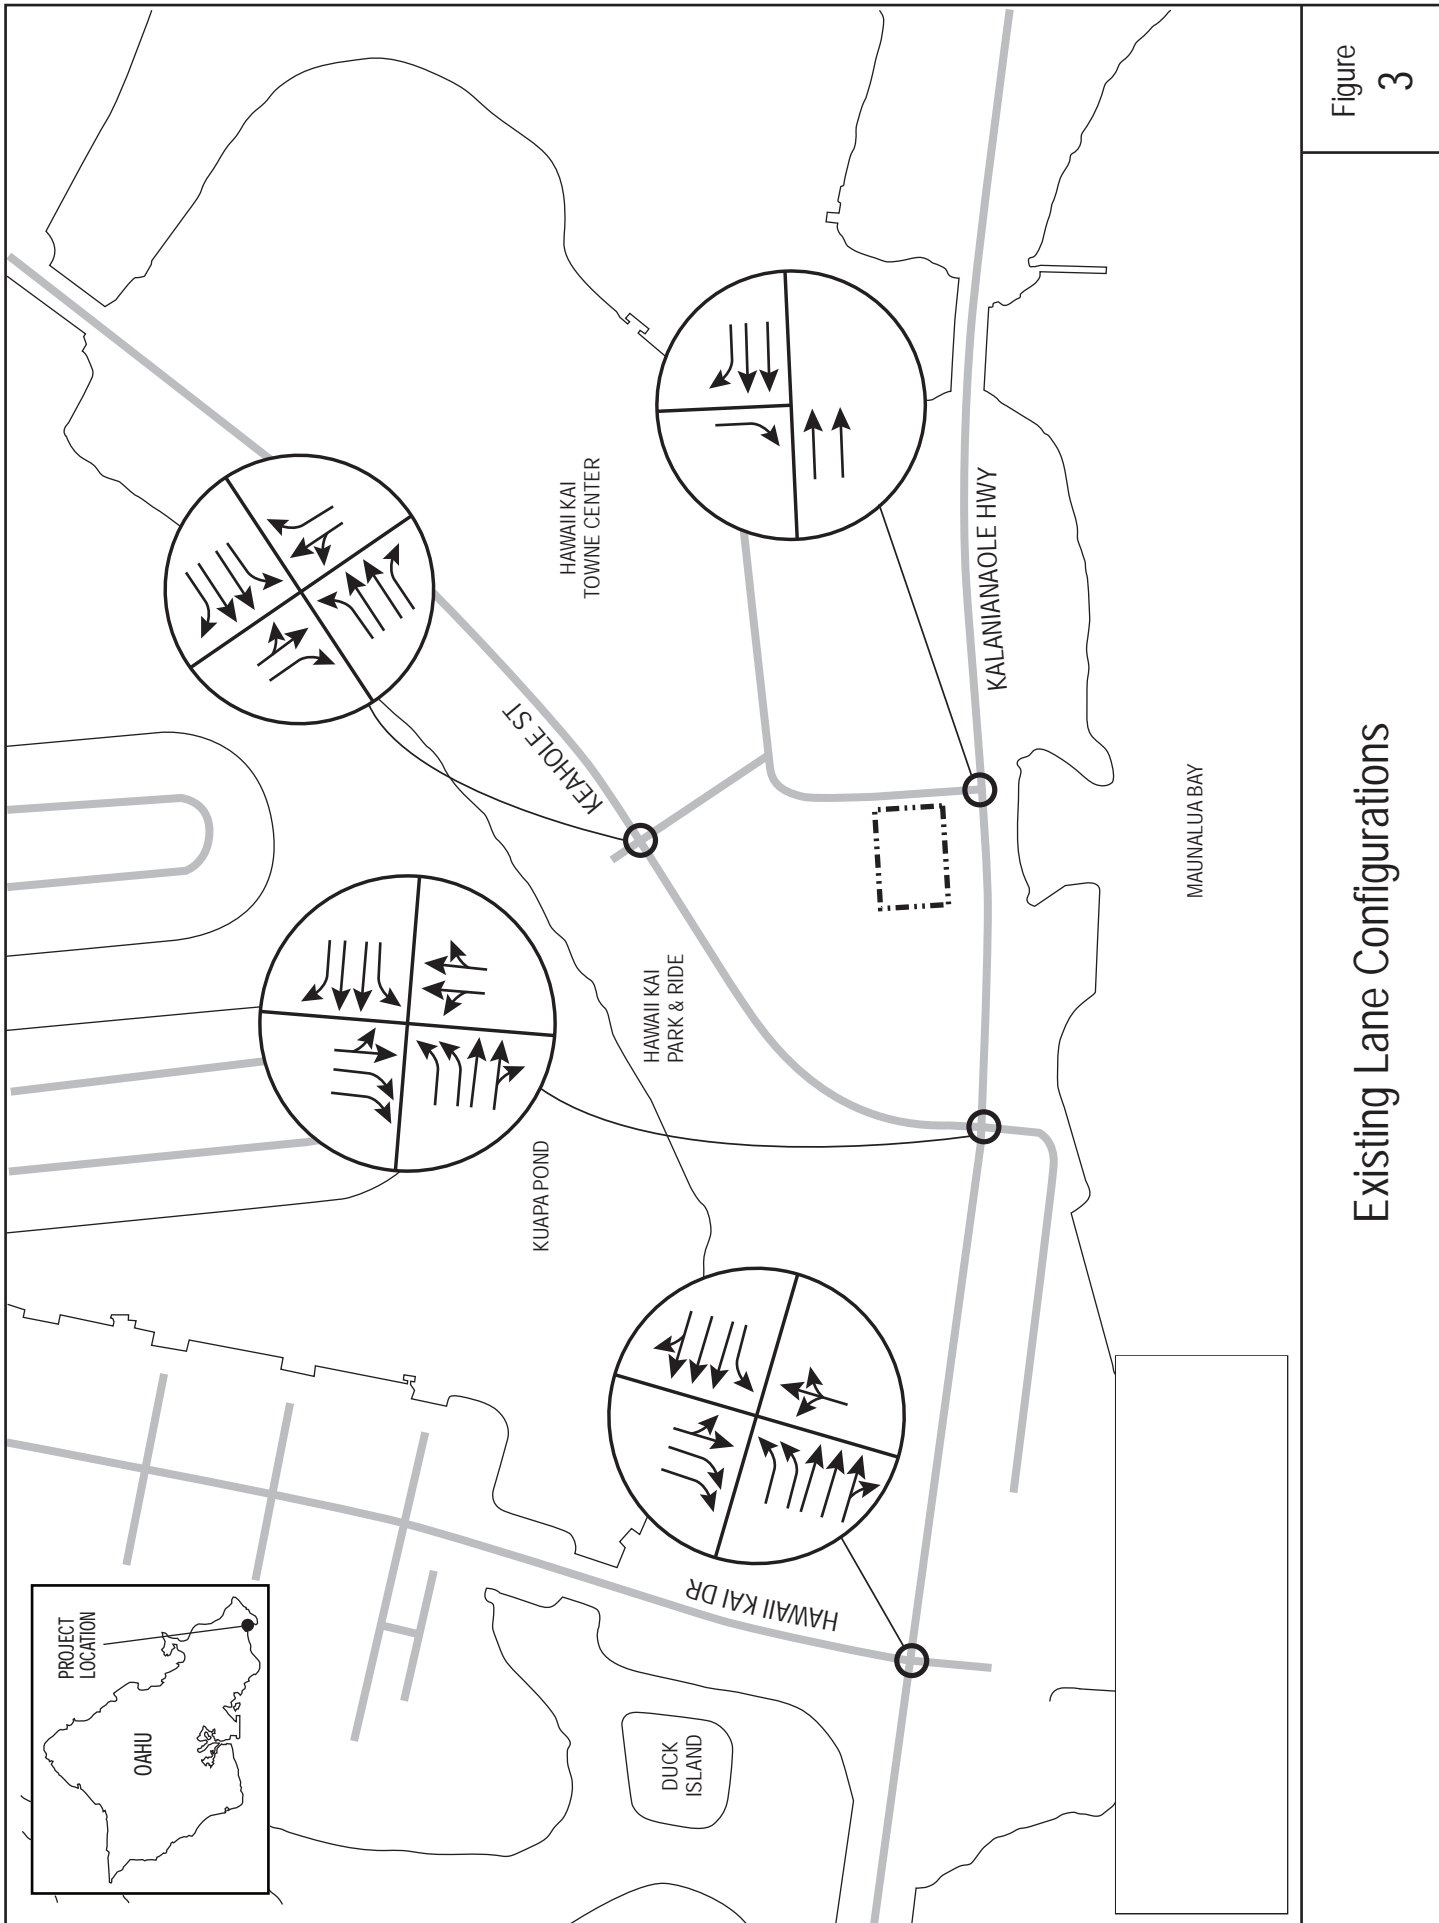 PROJECT
LOCATION
OAHU
DUCK
ISLAND
HAWAII KAI DR
KUAPA POND
HAWAII KAI
PARK & RIDE
KEAHOLE ST
HAWAII KAI
TOWNE CENTER
KALANIANAOLE HWY
MAUNALUA BAY
Existing Lane Configurations
Figure
3